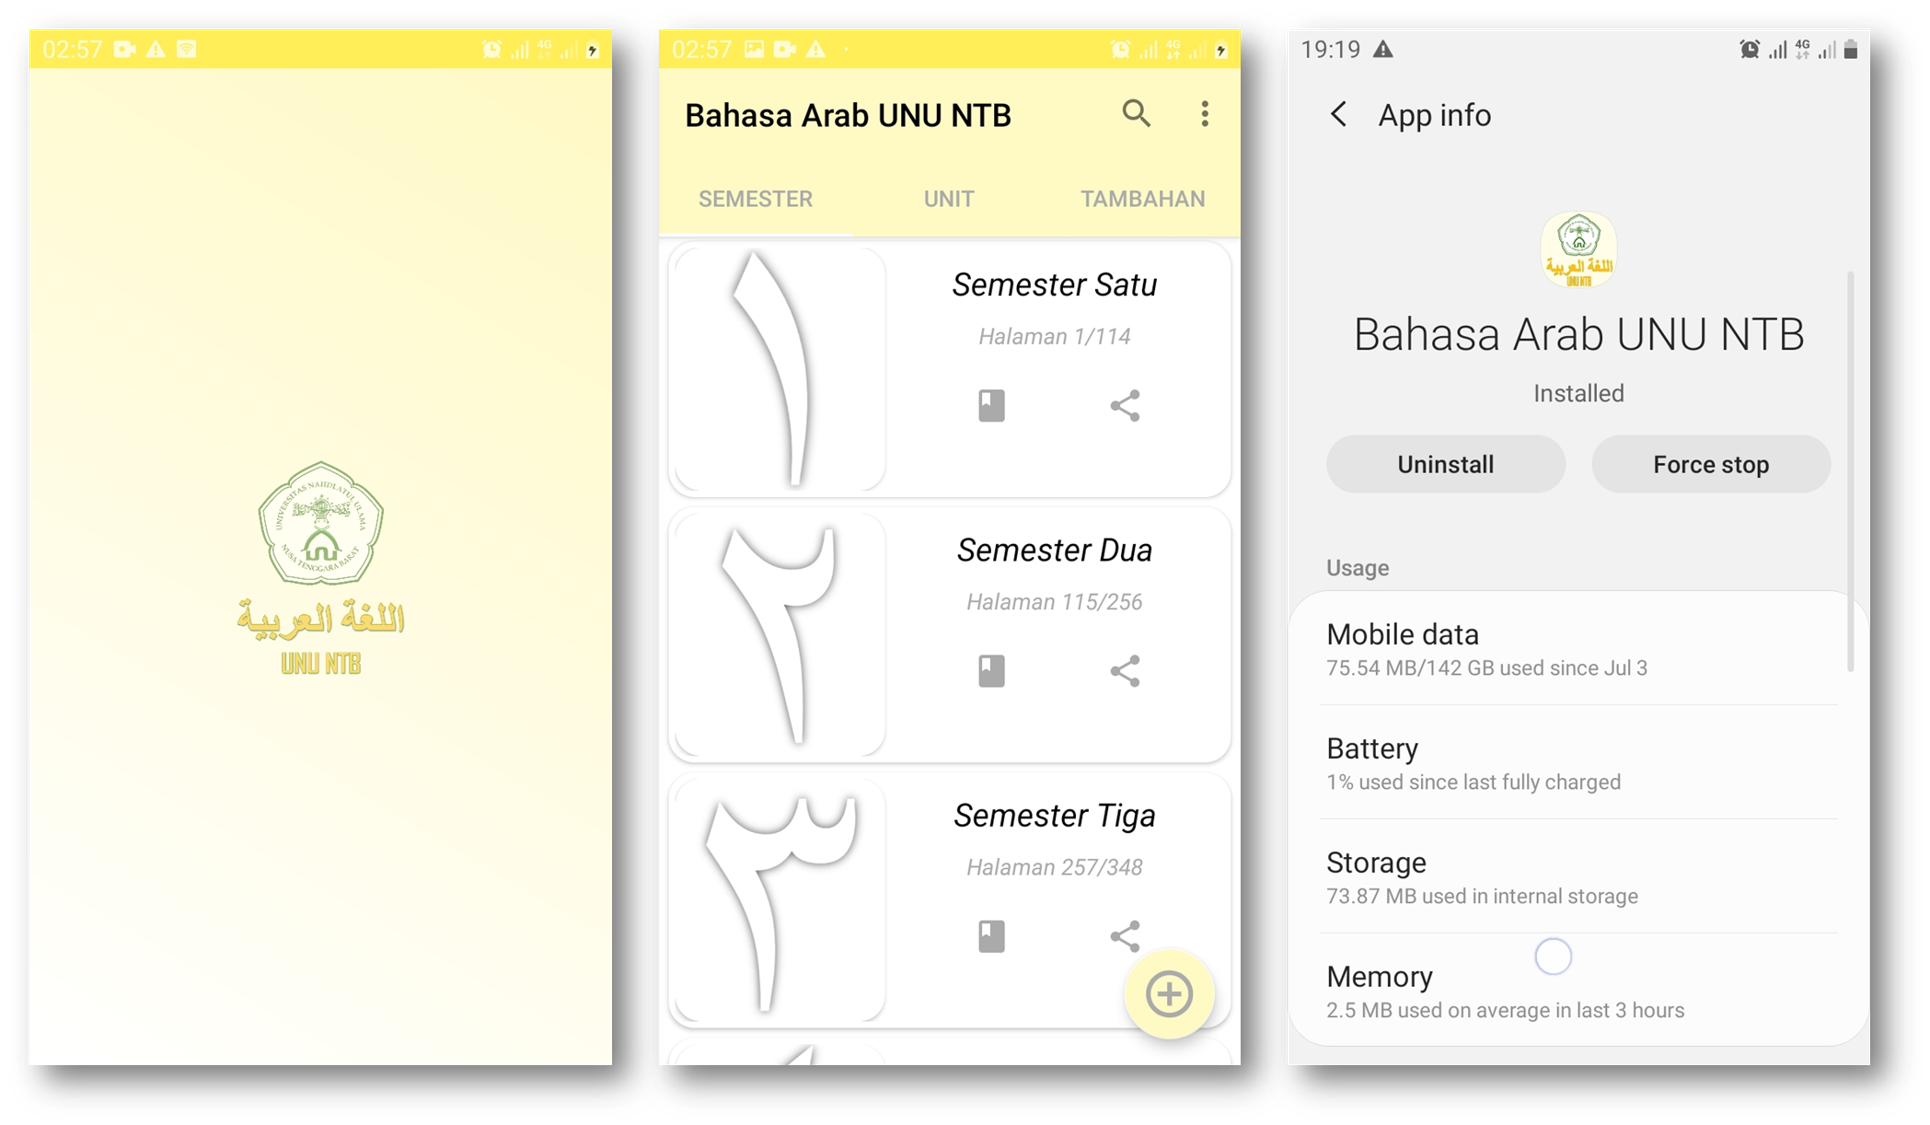 02:57
4G
UNIVERSITAS NAHDLATUL ULAMA
NUSA TENGGARA BARAT
اللغة العربية
UNU NTB
02:57
4G
Bahasa Arab UNU NTB
SEMESTER UNIT TAMBAHAN
١
Semester Satu
Halaman 1/114
٢
Semester Dua
Halaman 115/256
٣
Semester Tiga
Halaman 257/348
19:19
4G
App info
اللغة العربية
UNU NTB
Bahasa Arab UNU NTB
Installed
Uninstall Force stop
Usage
Mobile data
75.54 MB/142 GB used since Jul 3
Battery
1% used since last fully charged
Storage
73.87 MB used in internal storage
Memory
2.5 MB used on average in last 3 hours